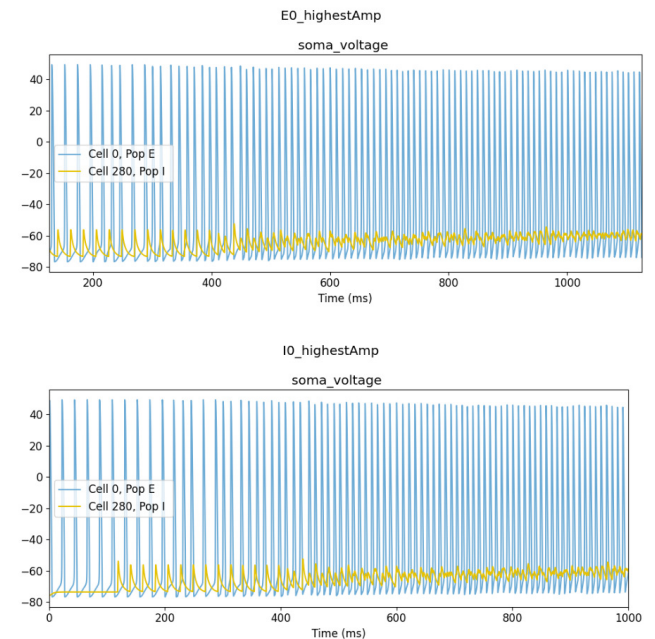 E0_highestAmp
soma_voltage
40
20
0
−20
−40
−60
−80
Cell 0, Pop E
Cell 280, Pop I
200 400 600 800 1000
Time (ms)
I0_highestAmp
soma_voltage
40
20
0
−20
−40
−60
−80
Cell 0, Pop E
Cell 280, Pop I
0 200 400 600 800 1000
Time (ms)